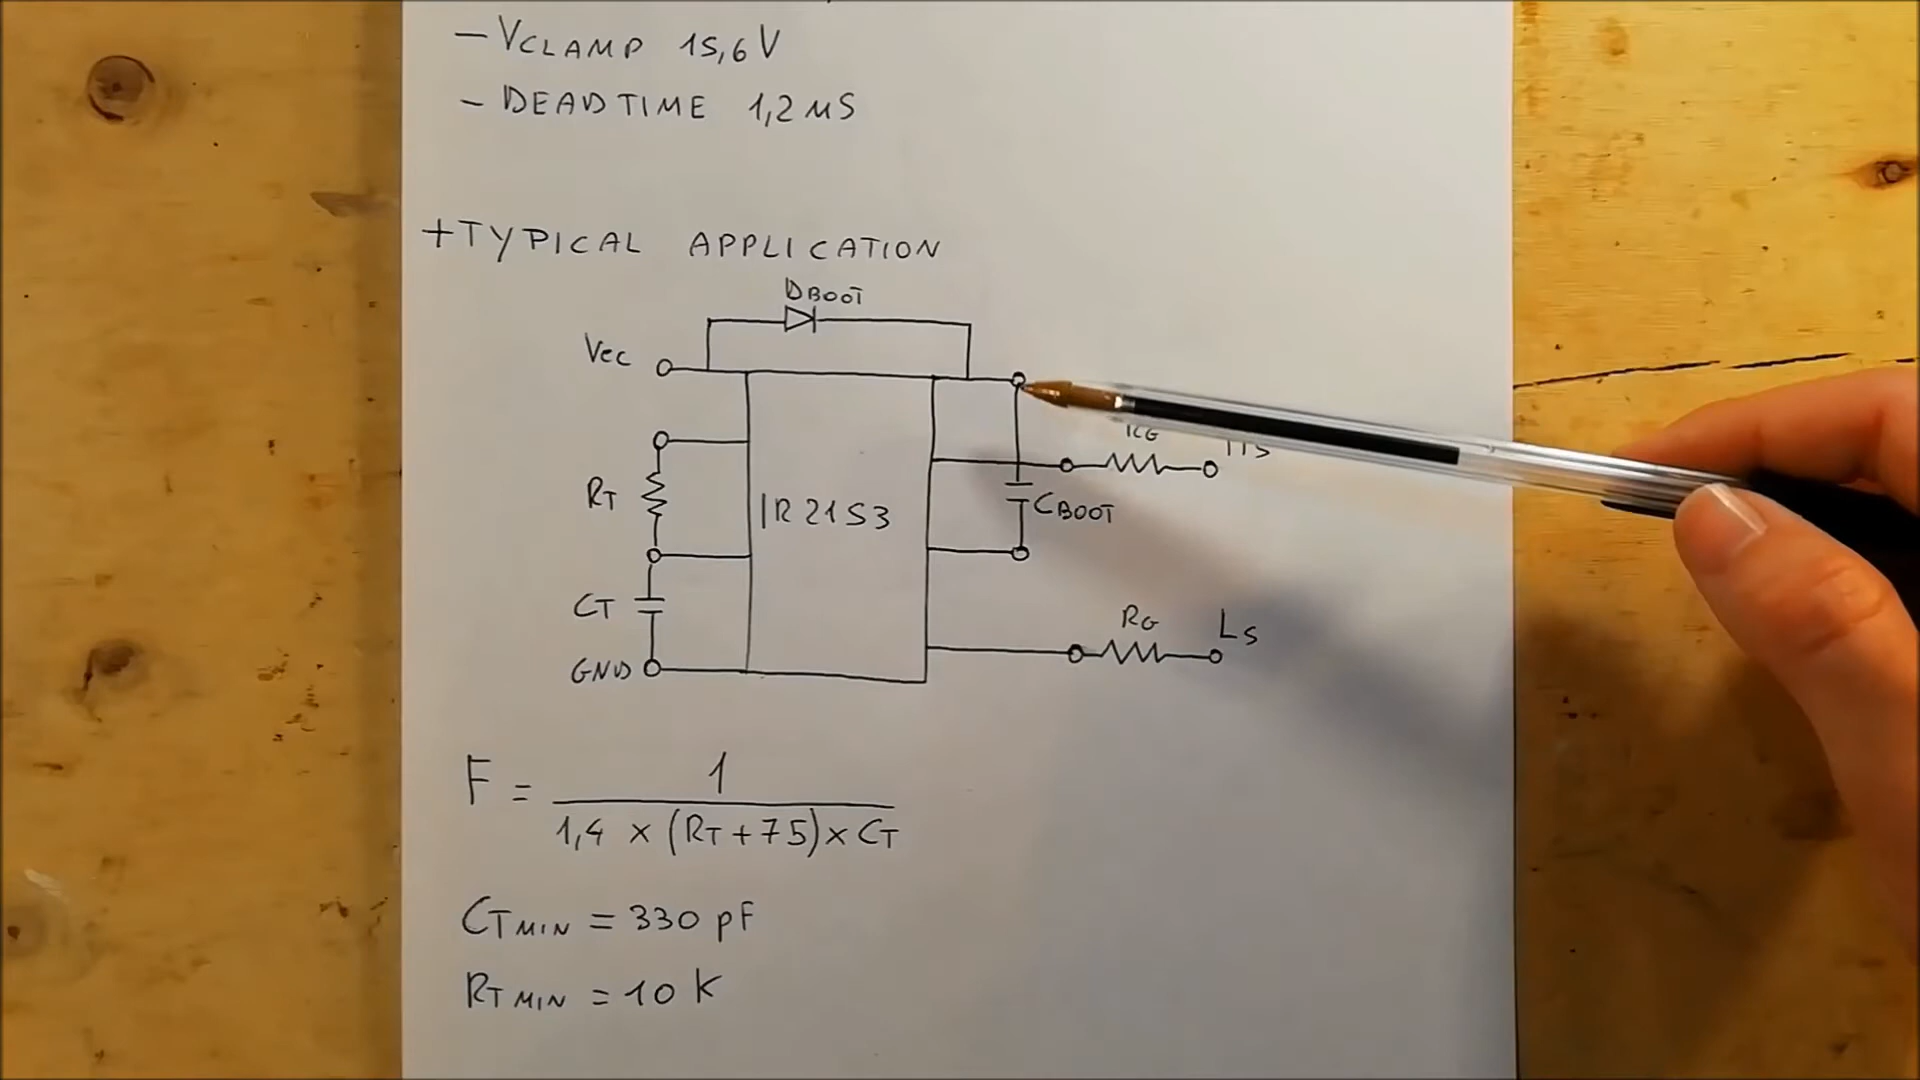 - VCLAMP 15,6V
- DEADTIME 1,2 µS
+TYPICAL APPLICATION
DBOOT
Vcc
RG
RT
IR2153
CBOOT
CT
RG
LS
GND
F = 1
1,4 x (RT+75)x CT
CTMIN = 330 pF
RTMIN = 10 K